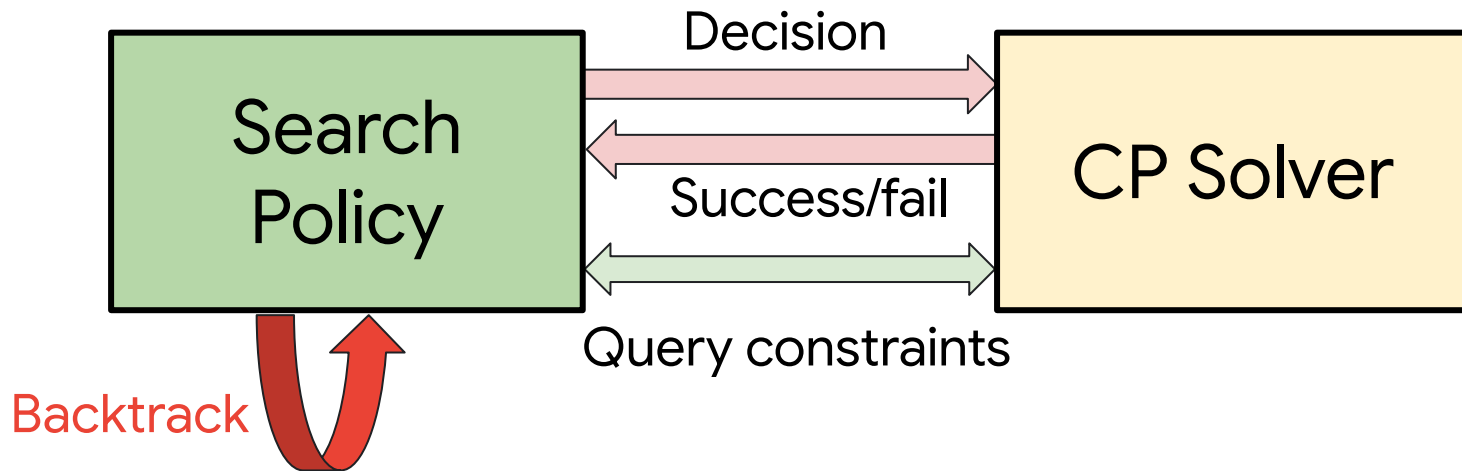 Decision
Search
Policy
CP Solver
Success/fail
Query constraints
Backtrack